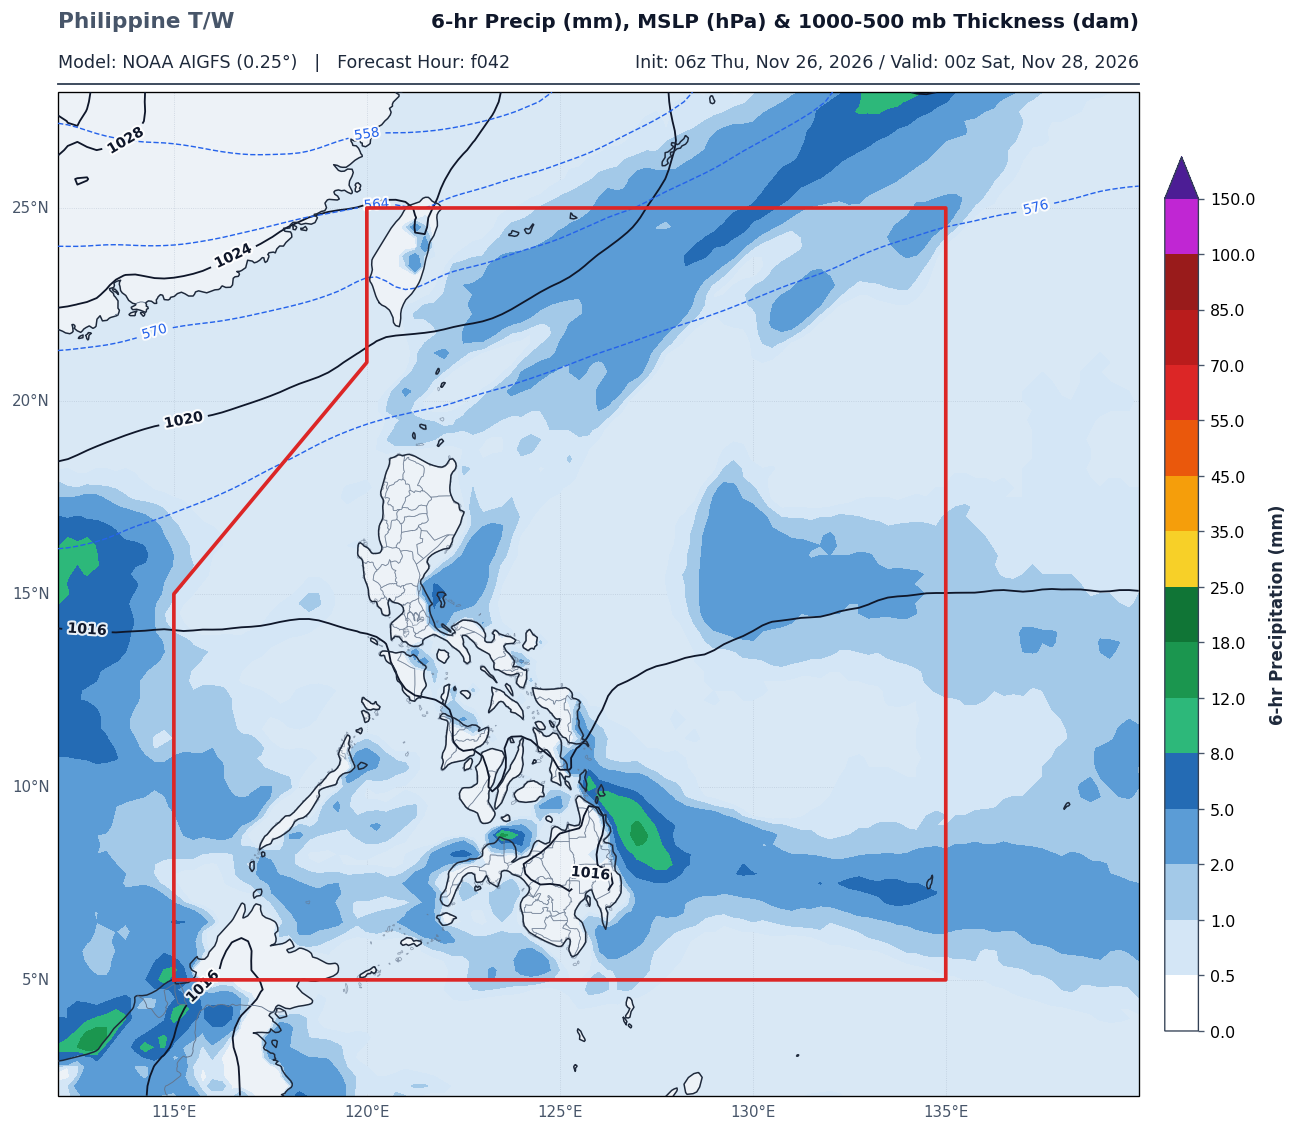 Philippine T/W
6-hr Precip (mm), MSLP (hPa) & 1000-500 mb Thickness (dam)
Model: NOAA AIGFS (0.25°) | Forecast Hour: f042
Init: 06z Thu, Nov 26, 2026 / Valid: 00z Sat, Nov 28, 2026
1028
558
564
576
1024
570
1020
1016
1016
1016
25°N
20°N
15°N
10°N
5°N
115°E
120°E
125°E
130°E
135°E
150.0
100.0
85.0
70.0
55.0
45.0
35.0
25.0
18.0
12.0
8.0
5.0
2.0
1.0
0.5
0.0
6-hr Precipitation (mm)